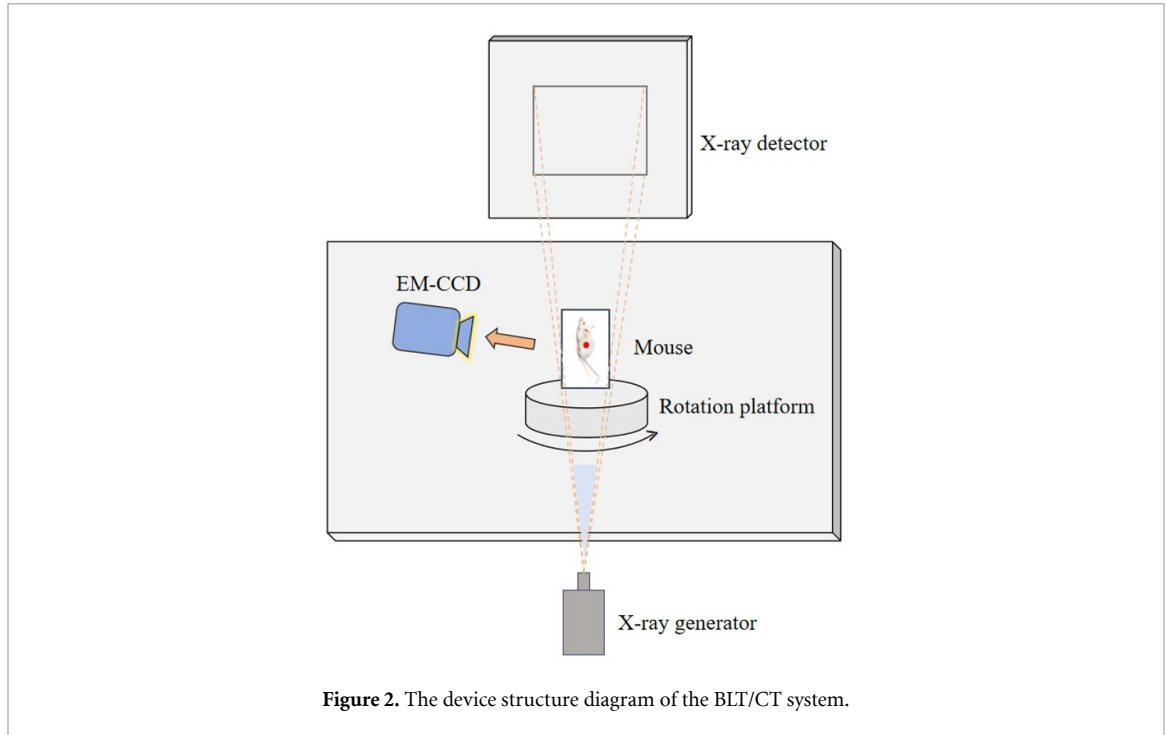 X-ray detector
EM-CCD
Mouse
Rotation platform
X-ray generator
Figure 2. The device structure diagram of the BLT/CT system.